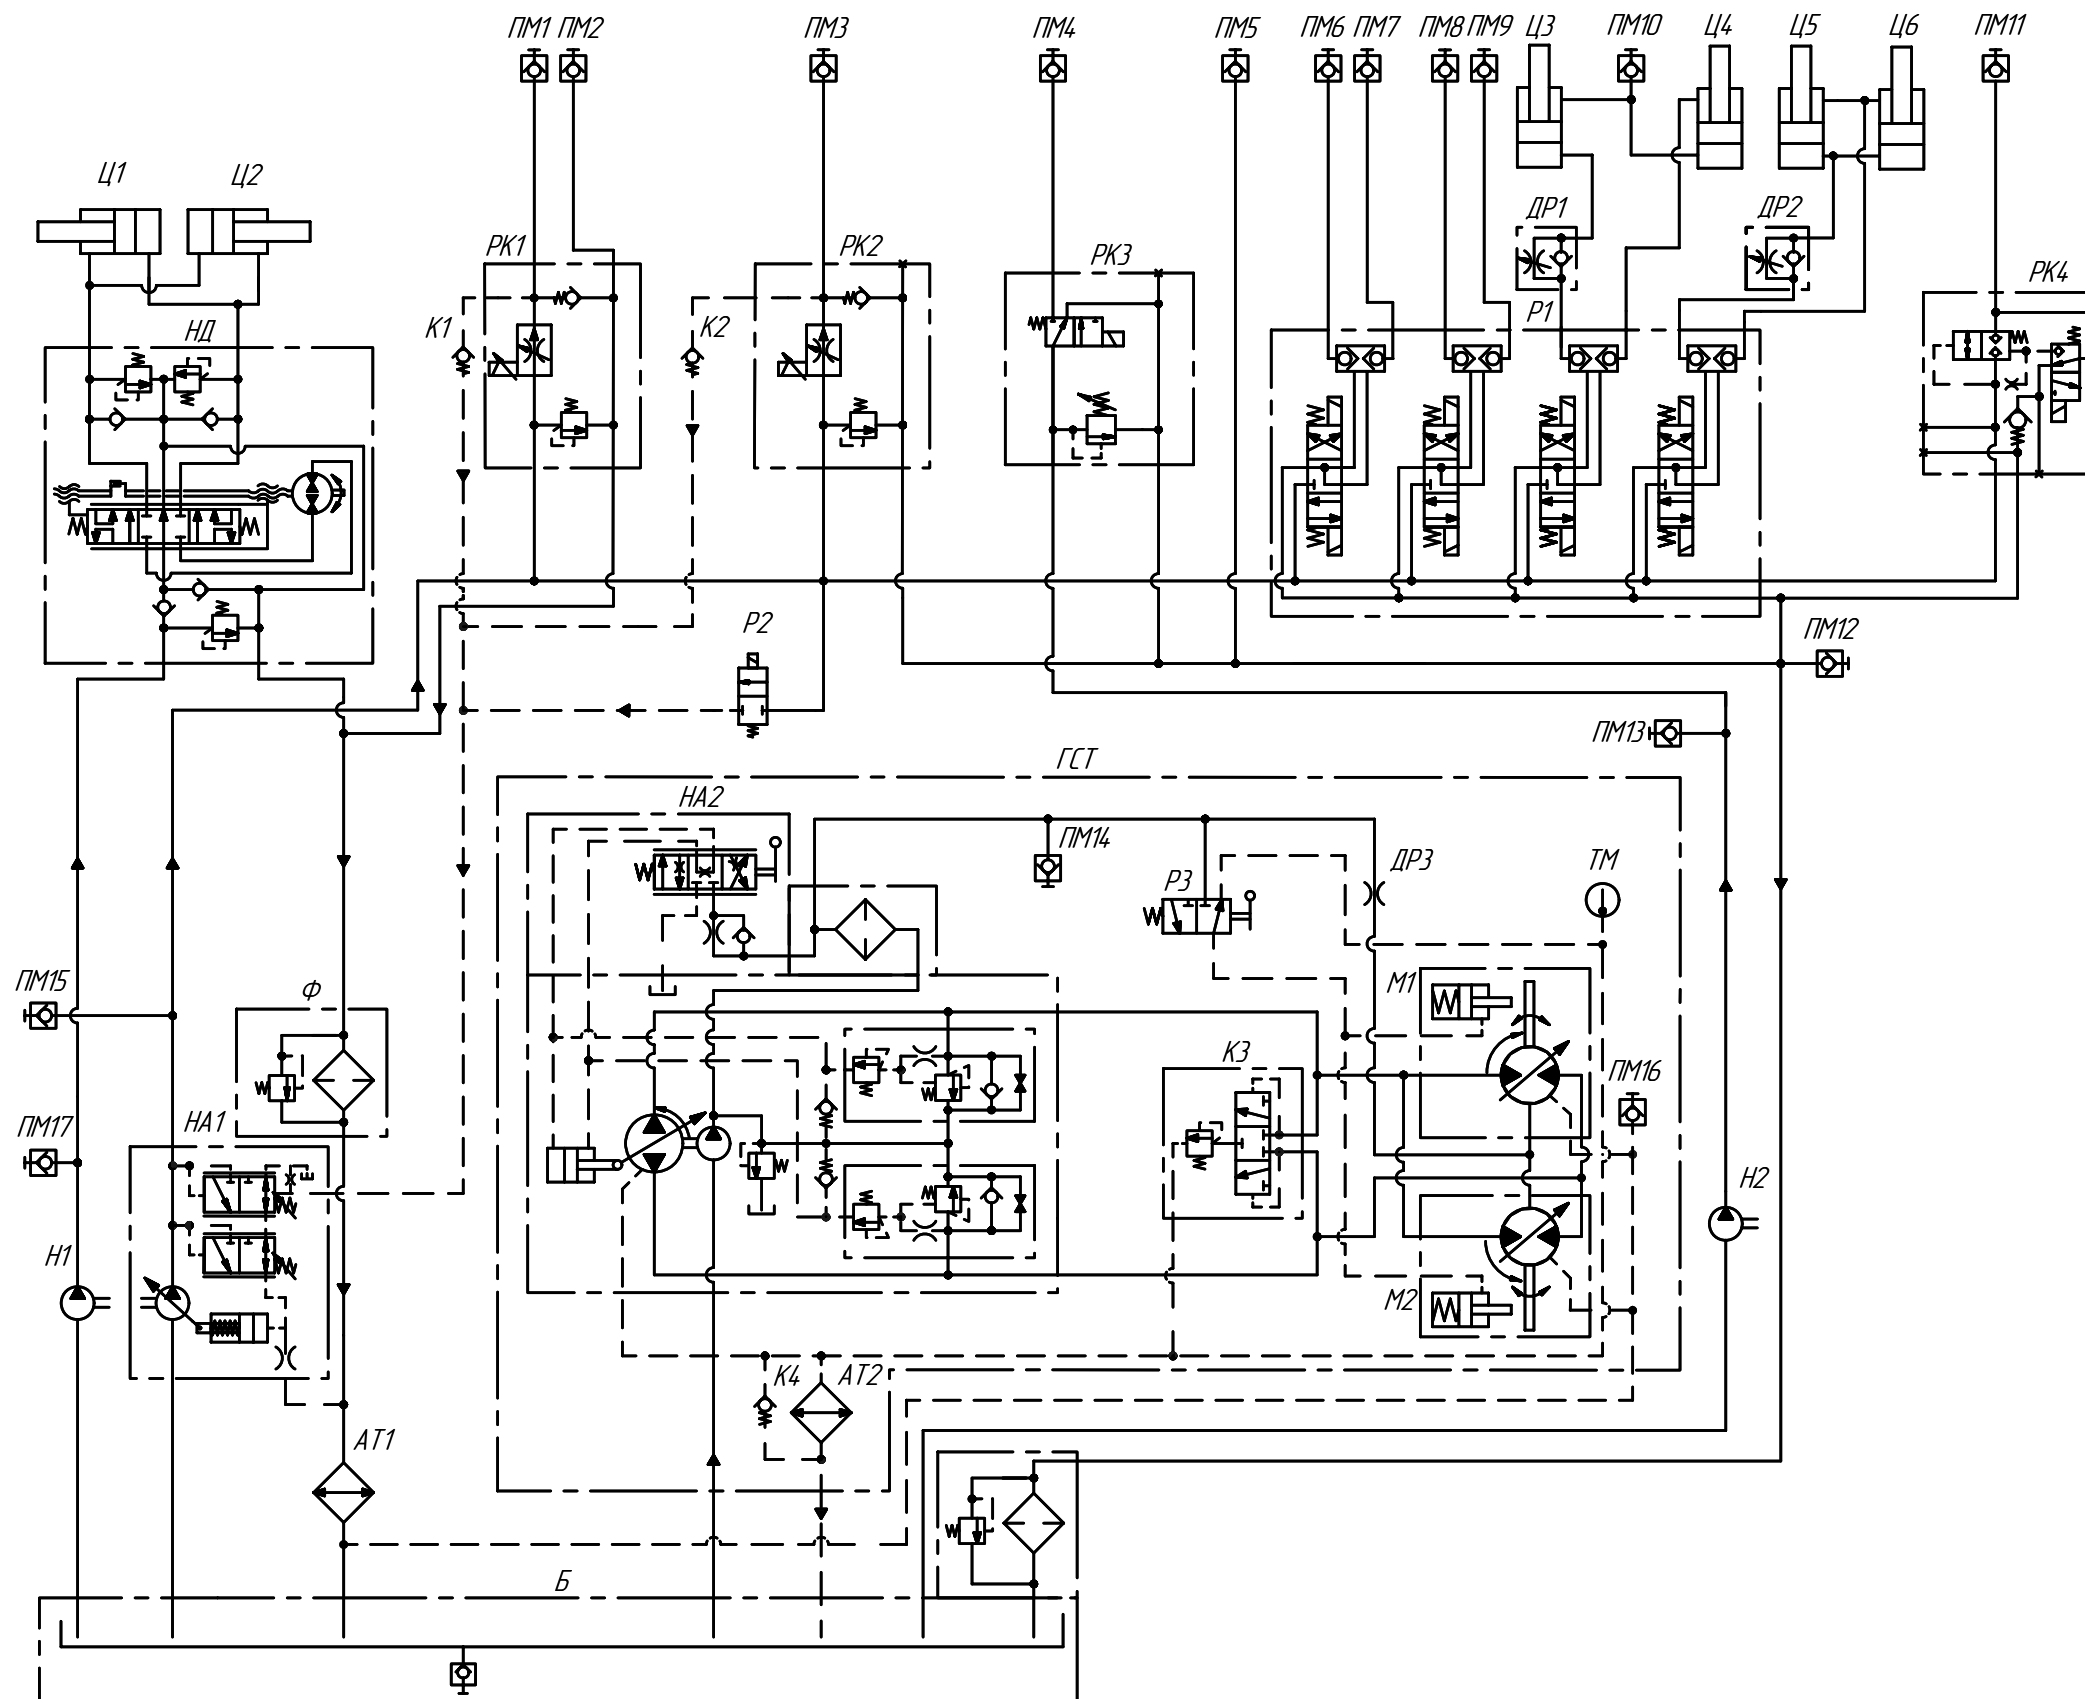 ПМ1 ПМ2 ПМ3 ПМ4 ПМ5 ПМ6 ПМ7 ПМ8 ПМ9 Ц3 ПМ10 Ц4 Ц5 Ц6 ПМ11
Ц1 Ц2
ДР1 ДР2
РК1 РК2 РК3 РК4
НД К1 К2 Р1
Р2 ПМ12
ПМ13
ГСТ
НА2
ПМ14 Р3 ДР3 ТМ
ПМ15 Ф М1
К3 ПМ16
ПМ17 НА1
Н1 Н2
М2
К4 АТ2
АТ1
Б